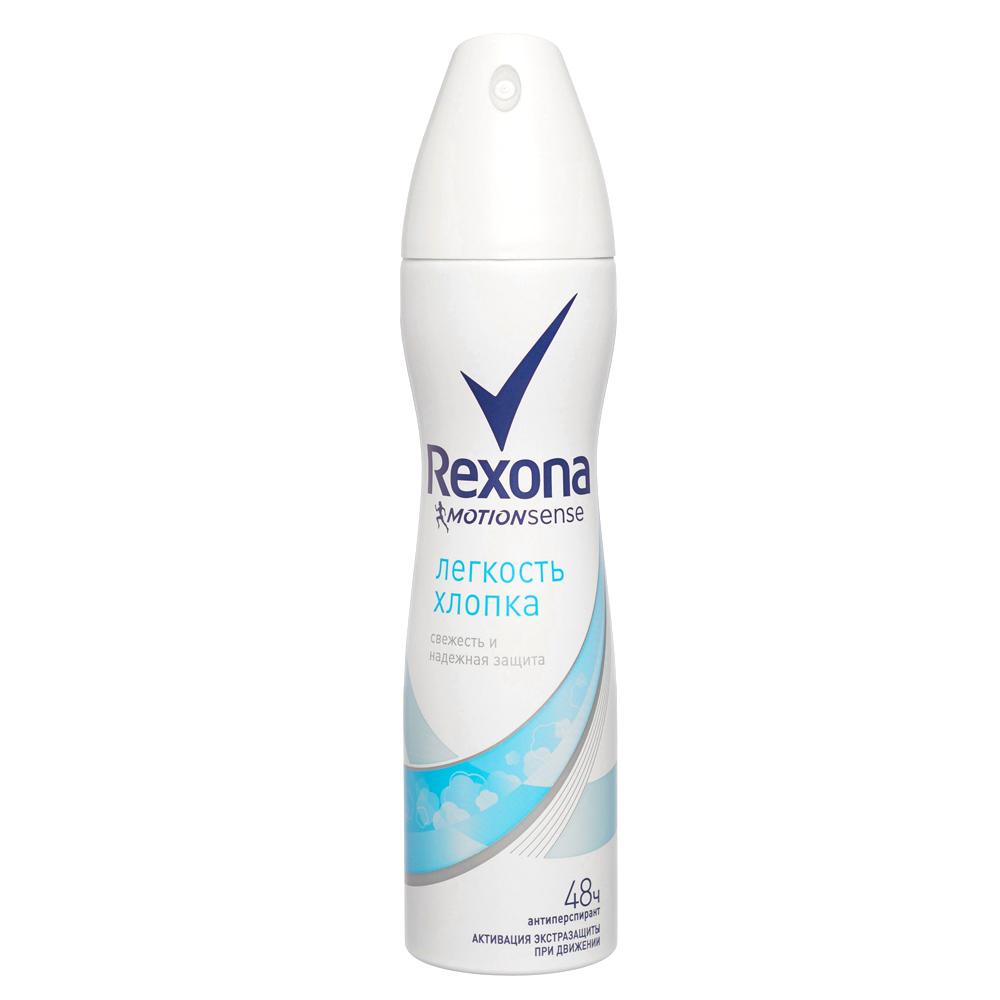 Rexona
MOTIONsense
легкость
хлопка
свежесть и
надежная защита
48ч
антиперспирант
АКТИВАЦИЯ ЭКСТРАЗАЩИТЫ
ПРИ ДВИЖЕНИИ